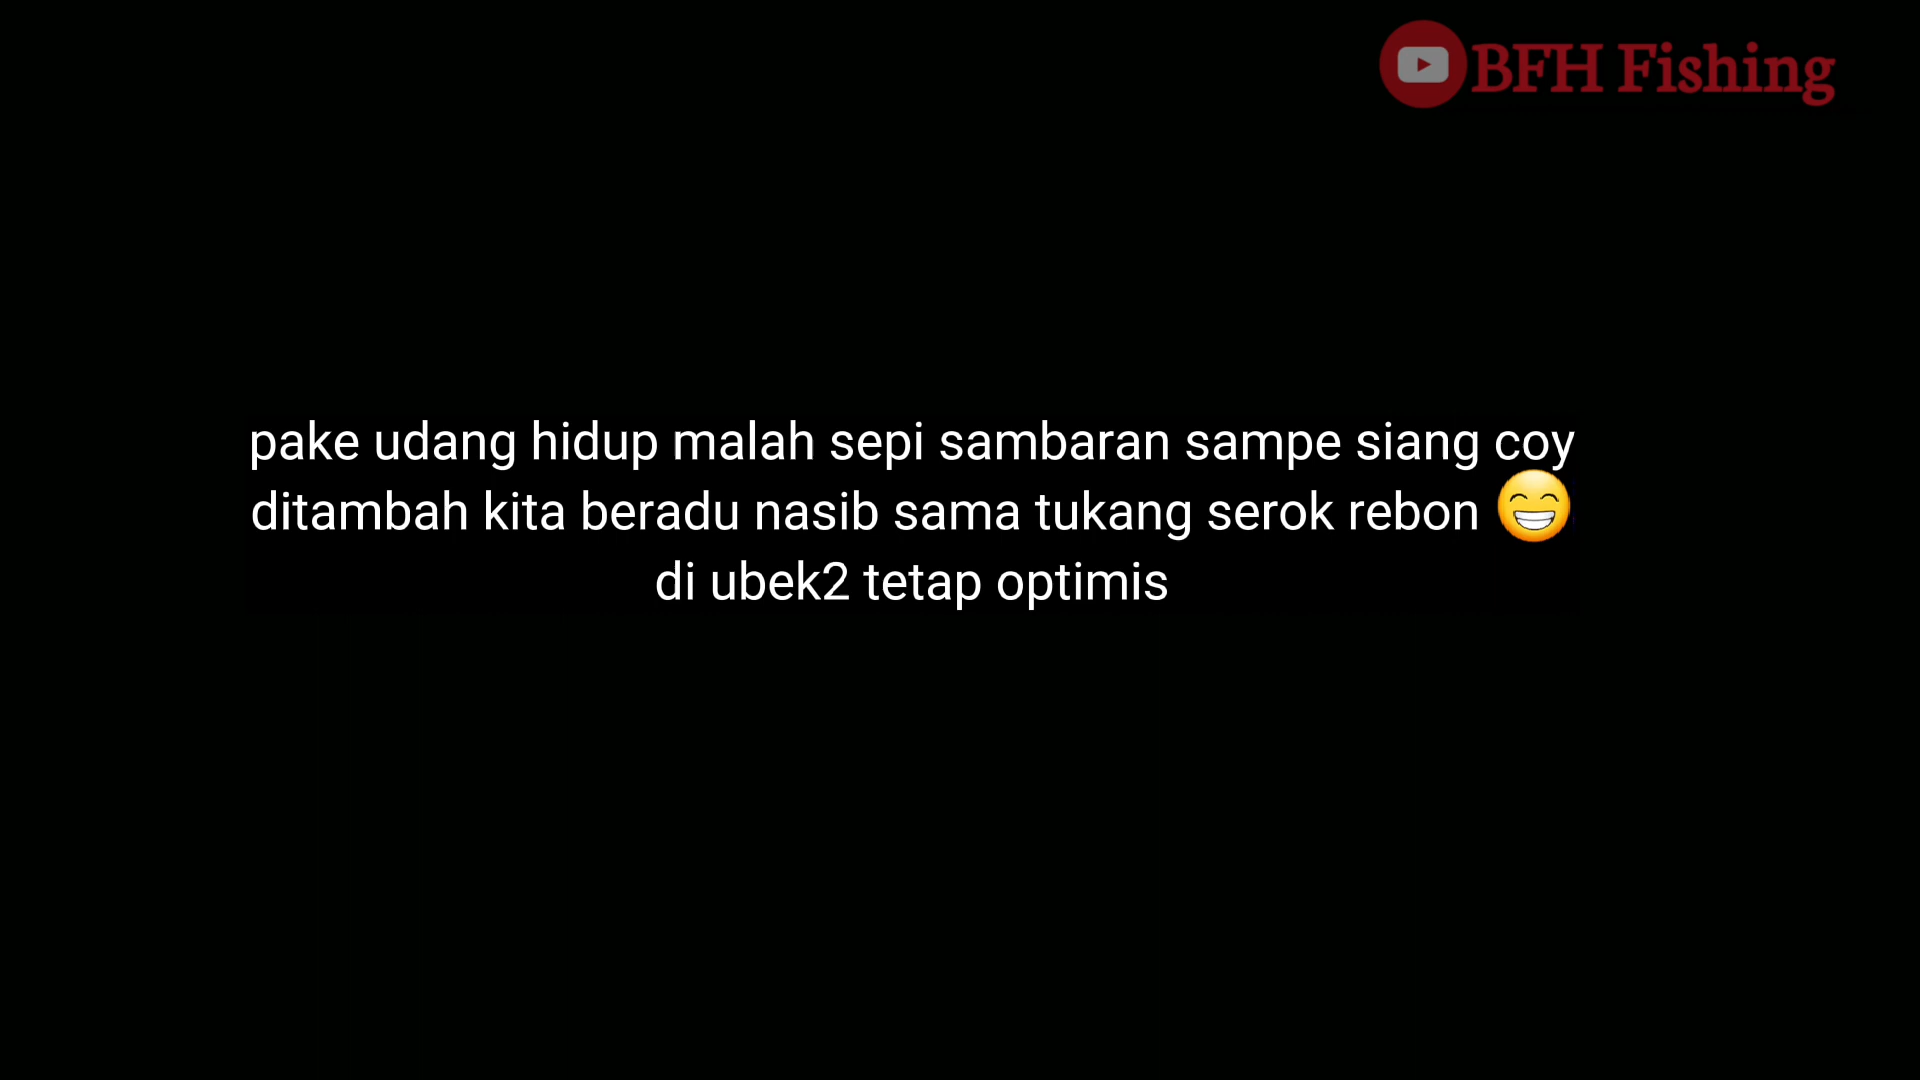 BFH Fishing
pake udang hidup malah sepi sambaran sampe siang coy
ditambah kita beradu nasib sama tukang serok rebon 😁
di ubek2 tetap optimis